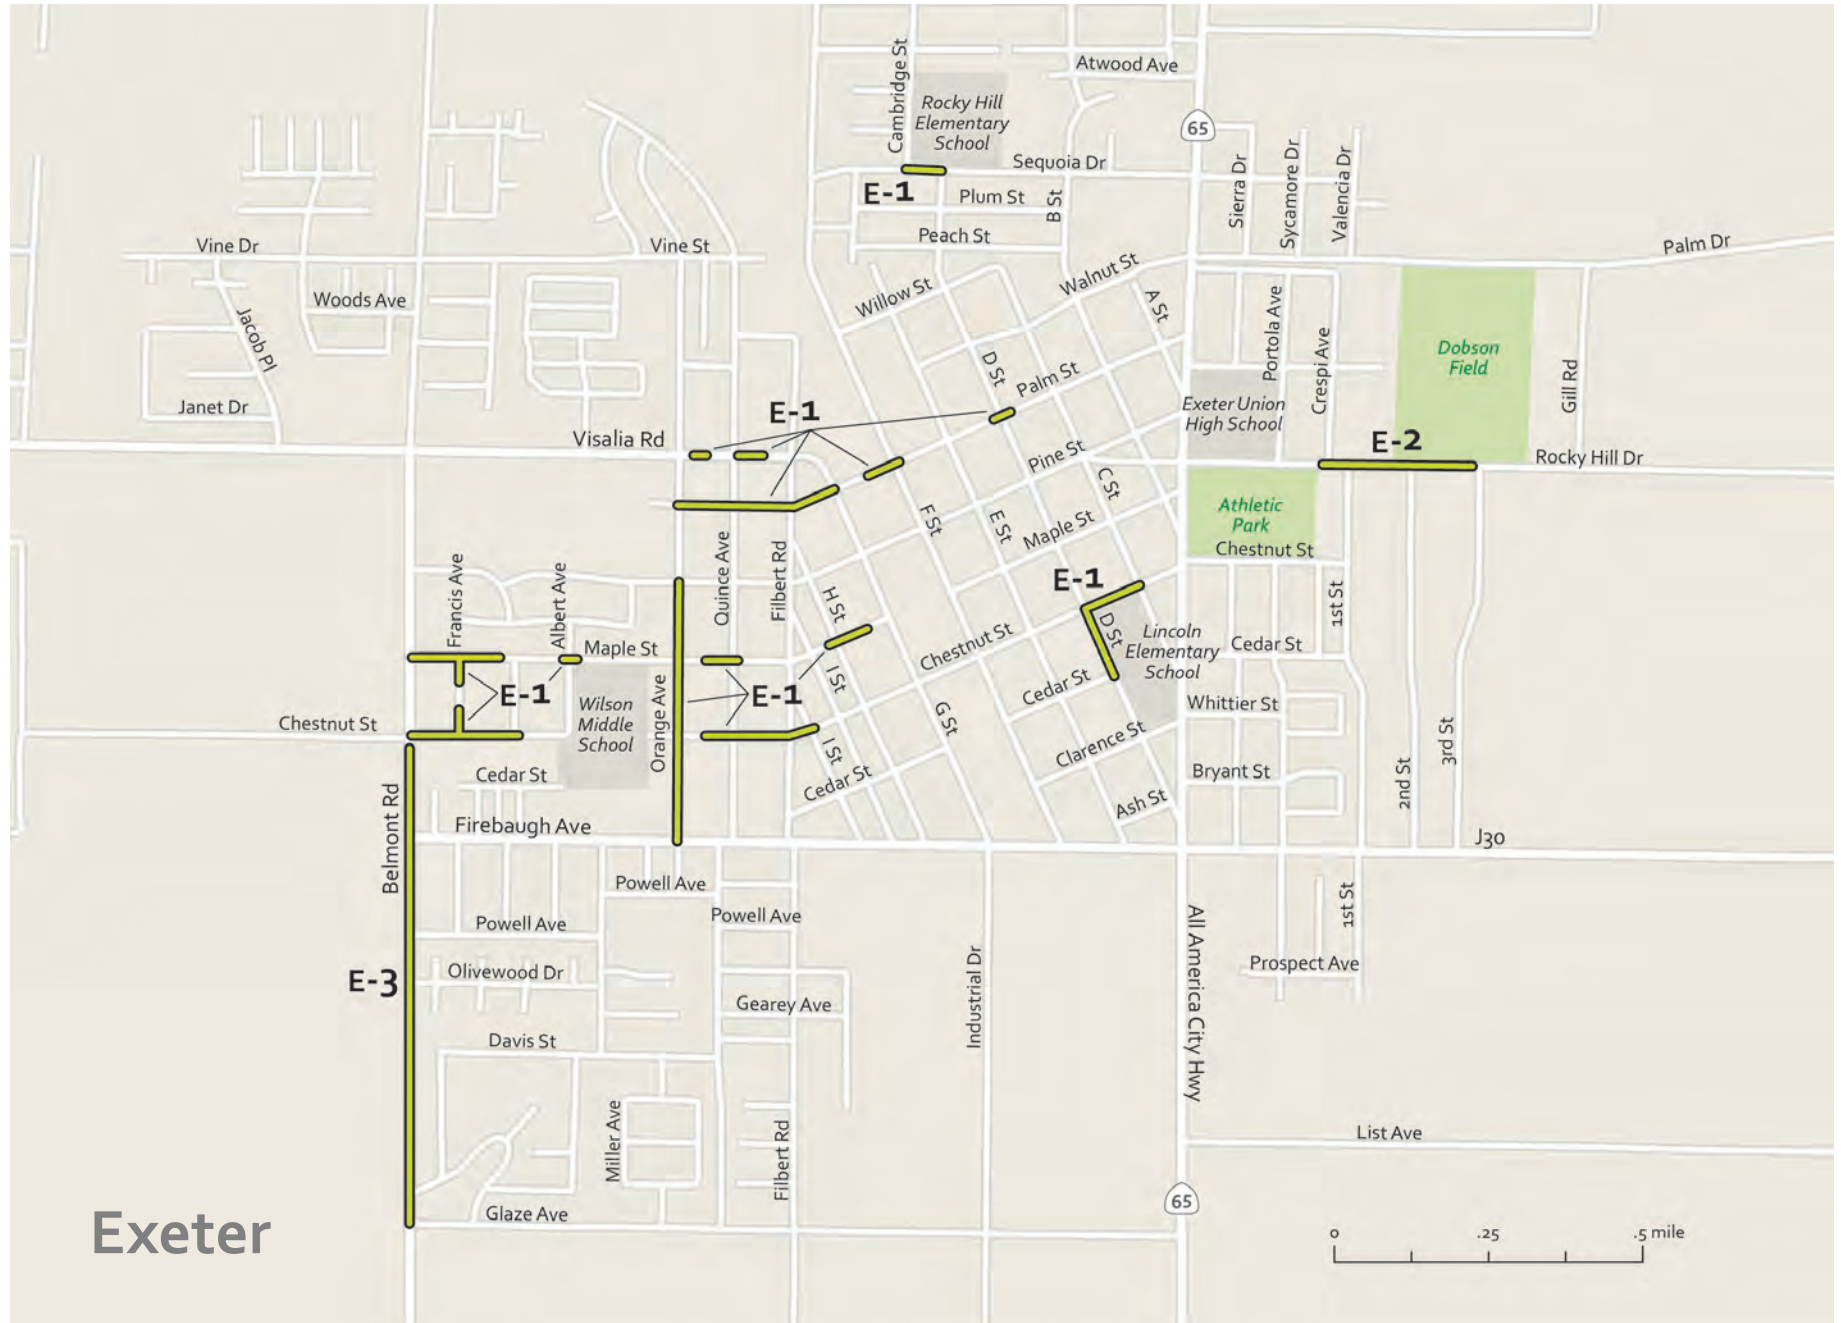 Cambridge St
Atwood Ave
Rocky Hill
Elementary
School
65
Sequoia Dr
E-1
Plum St
B St
Sierra Dr
Sycamore Dr
Valencia Dr
Peach St
Vine Dr
Vine St
Palm Dr
Walnut St
Willow St
Woods Ave
A St
Portola Ave
Jacob Pl
Crespi Ave
Dobson
Field
Gill Rd
D St
Palm St
Janet Dr
E-1
Exeter Union
High School
Visalia Rd
E-2
Rocky Hill Dr
Pine St
C St
Athletic
Park
F St
E St
Maple St
Chestnut St
Quince Ave
Filbert Rd
Francis Ave
Albert Ave
E-1
H St
1st St
D St
Lincoln
Elementary
School
Maple St
Chestnut St
Cedar St
I St
E-1
E-1
Cedar St
Wilson
Middle
School
Orange Ave
Whittier St
Chestnut St
G St
3rd St
I St
Clarence St
Cedar St
Cedar St
Bryant St
2nd St
Belmont Rd
Ash St
Firebaugh Ave
J30
Powell Ave
Powell Ave
Powell Ave
1st St
All America City Hwy
Olivewood Dr
Prospect Ave
E-3
Gearey Ave
Industrial Dr
Davis St
Miller Ave
List Ave
Filbert Rd
65
Glaze Ave
Exeter
0 .25 .5 mile